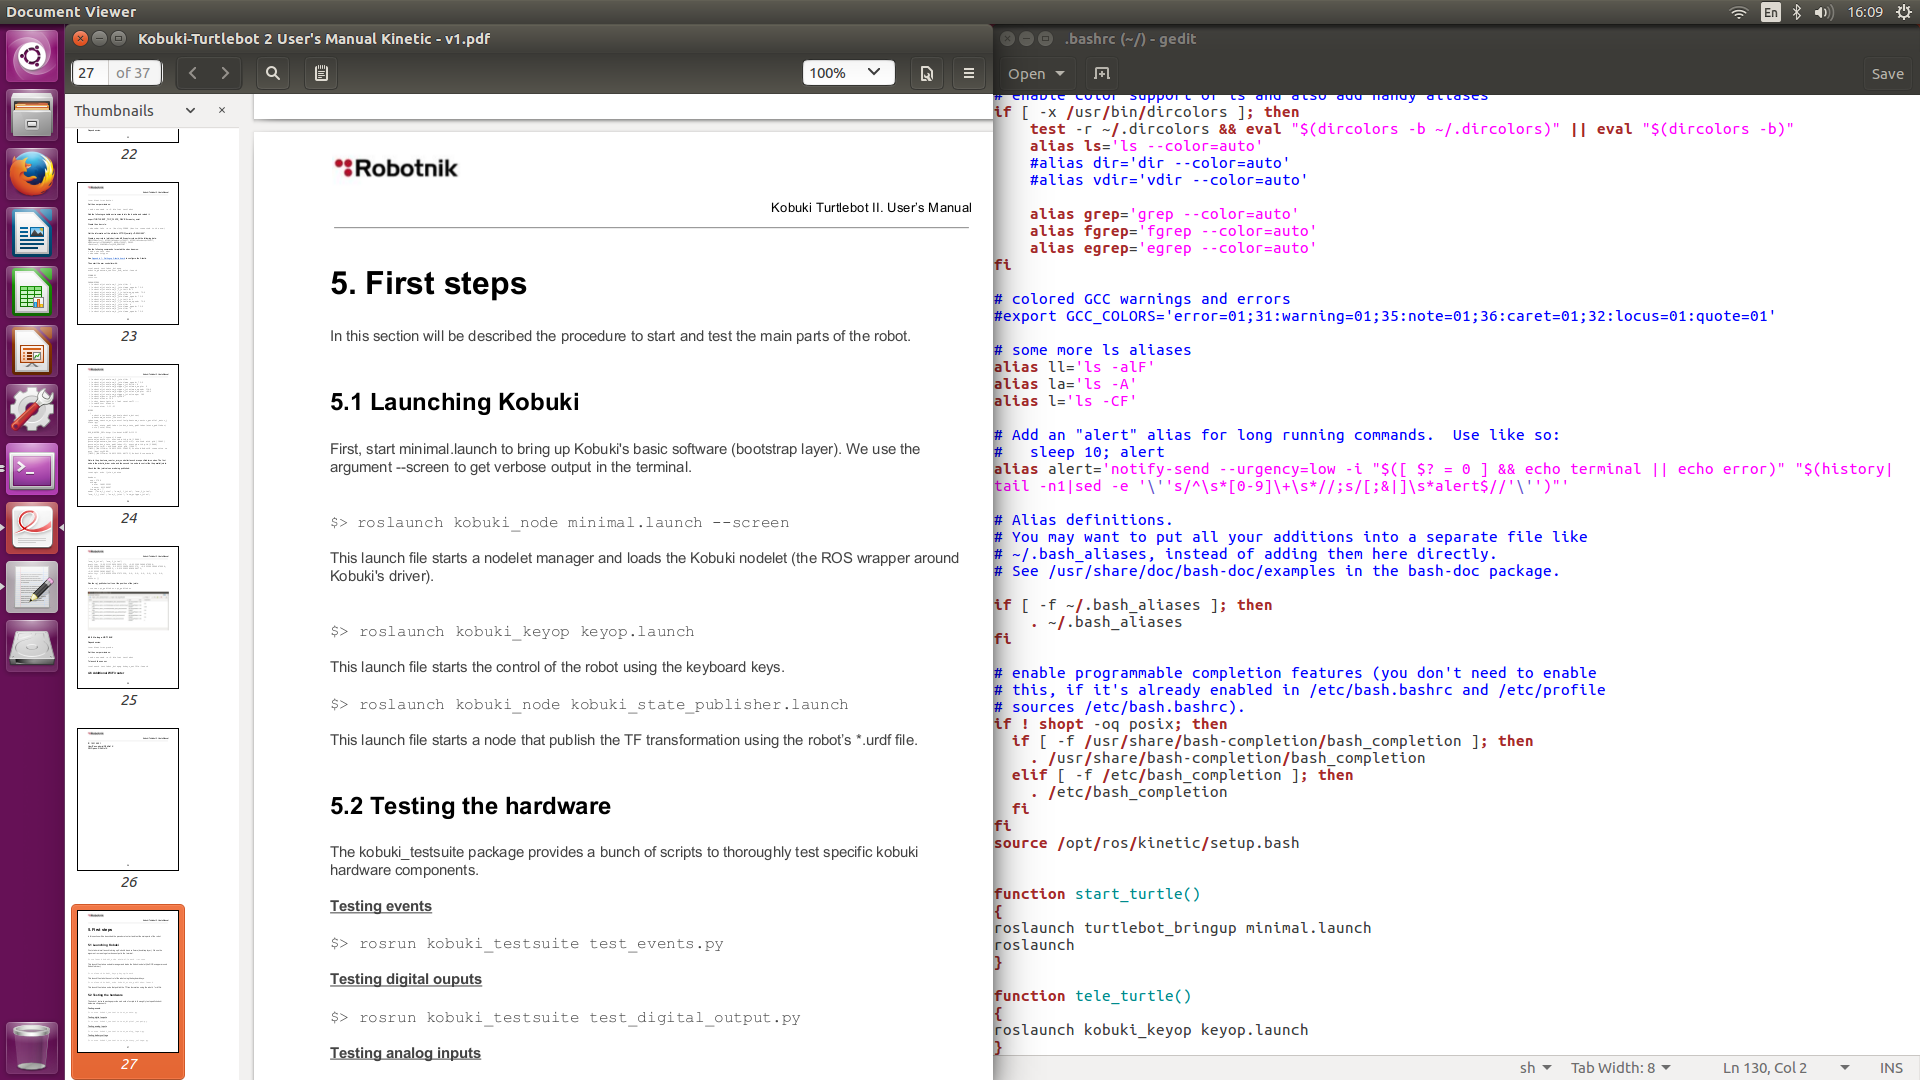 Document Viewer
En
16:09
Kobuki-Turtlebot 2 User's Manual Kinetic - v1.pdf
27 of 37
100%
Thumbnails
22
23
24
25
26
27
Robotnik
Kobuki Turtlebot II. User's Manual
5. First steps
In this section will be described the procedure to start and test the main parts of the robot.
5.1 Launching Kobuki
First, start minimal.launch to bring up Kobuki's basic software (bootstrap layer). We use the
argument --screen to get verbose output in the terminal.
$> roslaunch kobuki_node minimal.launch --screen
This launch file starts a nodelet manager and loads the Kobuki nodelet (the ROS wrapper around
Kobuki's driver).
$> roslaunch kobuki_keyop keyop.launch
This launch file starts the control of the robot using the keyboard keys.
$> roslaunch kobuki_node kobuki_state_publisher.launch
This launch file starts a node that publish the TF transformation using the robot's *.urdf file.
5.2 Testing the hardware
The kobuki_testsuite package provides a bunch of scripts to thoroughly test specific kobuki
hardware components.
Testing events
$> rosrun kobuki_testsuite test_events.py
Testing digital ouputs
$> rosrun kobuki_testsuite test_digital_output.py
Testing analog inputs
.bashrc (~/) - gedit
Open
Save
# enable color support of ls and also add handy aliases
if [ -x /usr/bin/dircolors ]; then
    test -r ~/.dircolors && eval "$(dircolors -b ~/.dircolors)" || eval "$(dircolors -b)"
    alias ls='ls --color=auto'
    #alias dir='dir --color=auto'
    #alias vdir='vdir --color=auto'
    alias grep='grep --color=auto'
    alias fgrep='fgrep --color=auto'
    alias egrep='egrep --color=auto'
fi
# colored GCC warnings and errors
#export GCC_COLORS='error=01;31:warning=01;35:note=01;36:caret=01;32:locus=01:quote=01'
# some more ls aliases
alias ll='ls -alF'
alias la='ls -A'
alias l='ls -CF'
# Add an "alert" alias for long running commands.  Use like so:
#   sleep 10; alert
alias alert='notify-send --urgency=low -i "$([ $? = 0 ] && echo terminal || echo error)" "$(history|
tail -n1|sed -e '\''s/^\s*[0-9]\+\s*//;s/[;&|]\s*alert$//'\'')"'
# Alias definitions.
# You may want to put all your additions into a separate file like
# ~/.bash_aliases, instead of adding them here directly.
# See /usr/share/doc/bash-doc/examples in the bash-doc package.
if [ -f ~/.bash_aliases ]; then
    . ~/.bash_aliases
fi
# enable programmable completion features (you don't need to enable
# this, if it's already enabled in /etc/bash.bashrc and /etc/profile
# sources /etc/bash.bashrc).
if ! shopt -oq posix; then
  if [ -f /usr/share/bash-completion/bash_completion ]; then
    . /usr/share/bash-completion/bash_completion
  elif [ -f /etc/bash_completion ]; then
    . /etc/bash_completion
  fi
fi
source /opt/ros/kinetic/setup.bash
function start_turtle()
{
roslaunch turtlebot_bringup minimal.launch
roslaunch
}
function tele_turtle()
{
roslaunch kobuki_keyop keyop.launch
}
sh
Tab Width: 8
Ln 130, Col 2
INS